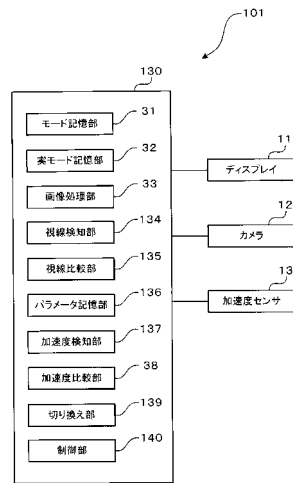 101
130
モード記憶部
31
実モード記憶部
32
画像処理部
33
視線検知部
134
視線比較部
135
パラメータ記憶部
136
加速度検知部
137
加速度比較部
38
切り換え部
139
制御部
140
11
ディスプレイ
12
カメラ
13
加速度センサ